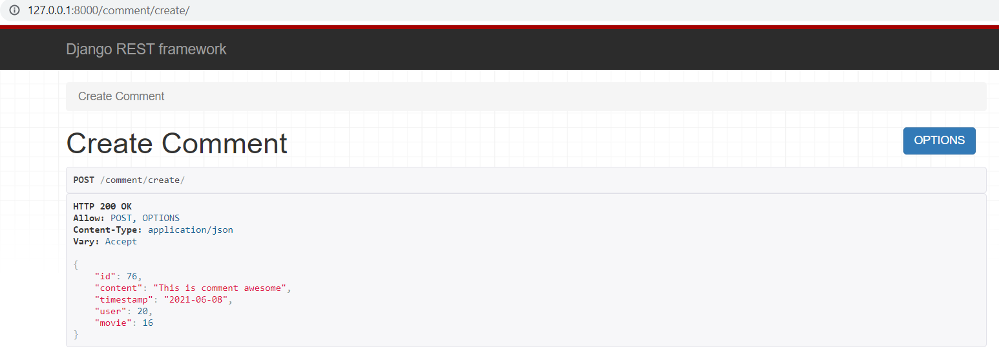 127.0.0.1:8000/comment/create/
Django REST framework
Create Comment
Create Comment
OPTIONS
POST /comment/create/
HTTP 200 OK
Allow: POST, OPTIONS
Content-Type: application/json
Vary: Accept
{
    "id": 76,
    "content": "This is comment awesome",
    "timestamp": "2021-06-08",
    "user": 20,
    "movie": 16
}